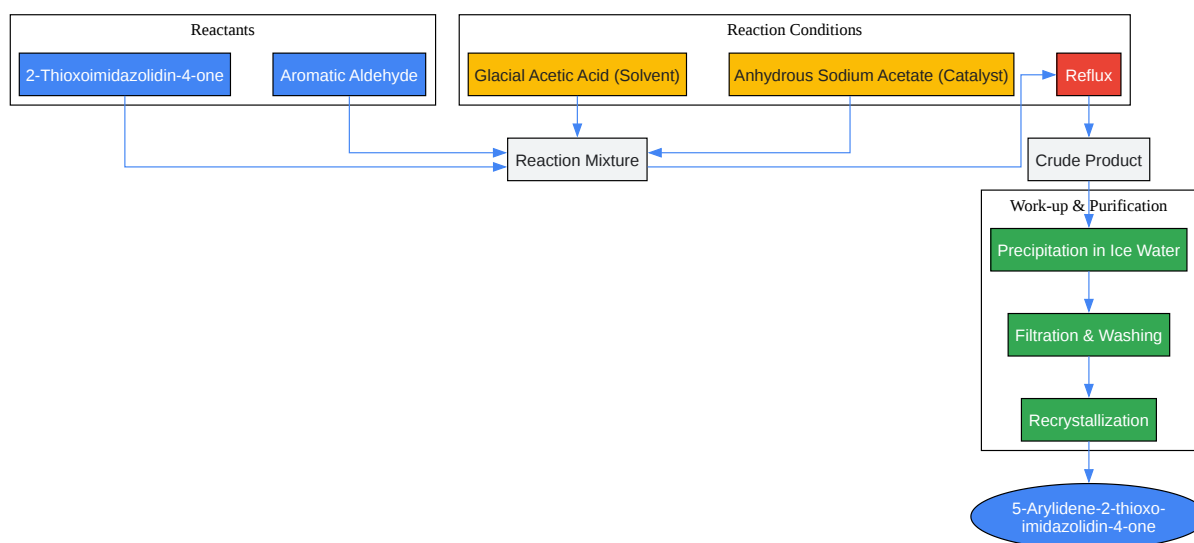 Reactants
Reaction Conditions
2-Thioxoimidazolidin-4-one
Aromatic Aldehyde
Glacial Acetic Acid (Solvent)
Anhydrous Sodium Acetate (Catalyst)
Reflux
Reaction Mixture
Crude Product
Work-up & Purification
Precipitation in Ice Water
Filtration & Washing
Recrystallization
5-Arylidene-2-thioxo-
imidazolidin-4-one